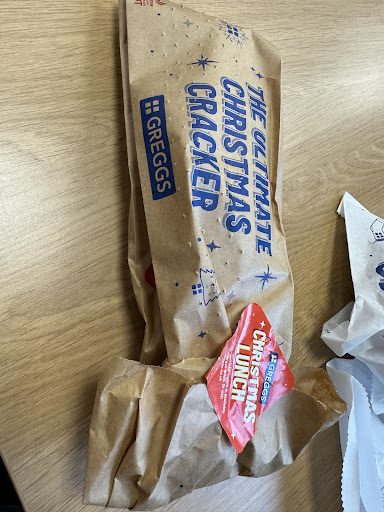 THE ULTIMATE
CHRISTMAS
CRACKER
GREGGS
GREGGS
CHRISTMAS
LUNCH